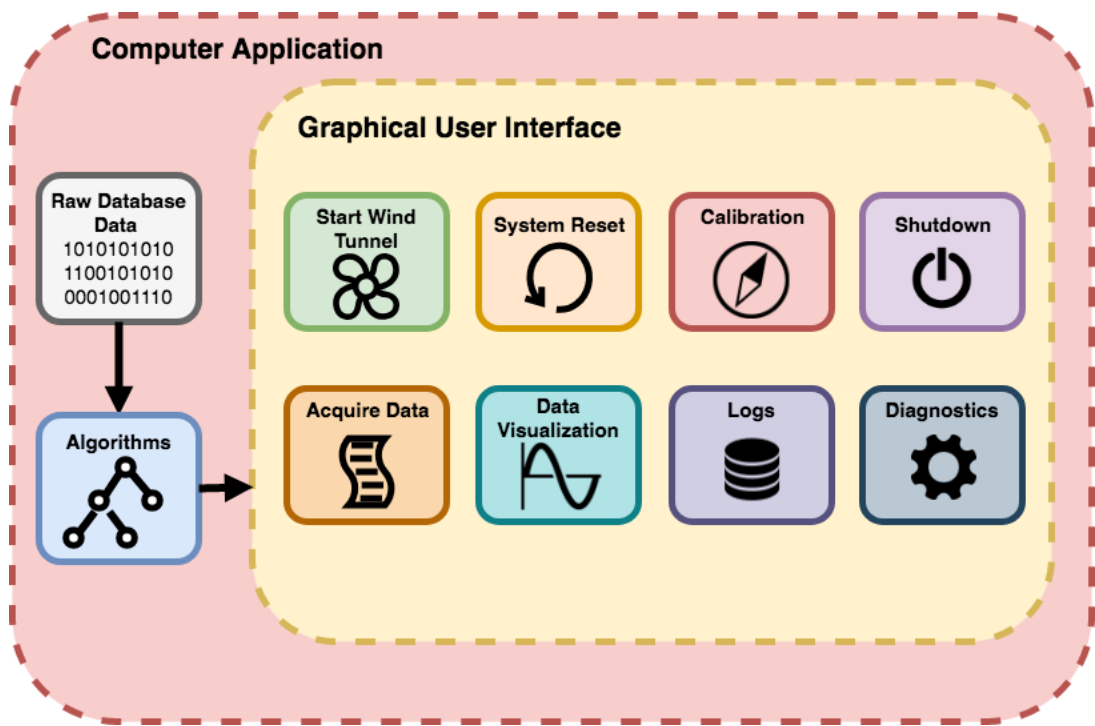 Computer Application
Graphical User Interface
Raw Database
Data
1010101010
1100101010
0001001110
Start Wind
Tunnel
System Reset
Calibration
Shutdown
Algorithms
Acquire Data
Data
Visualization
Logs
Diagnostics